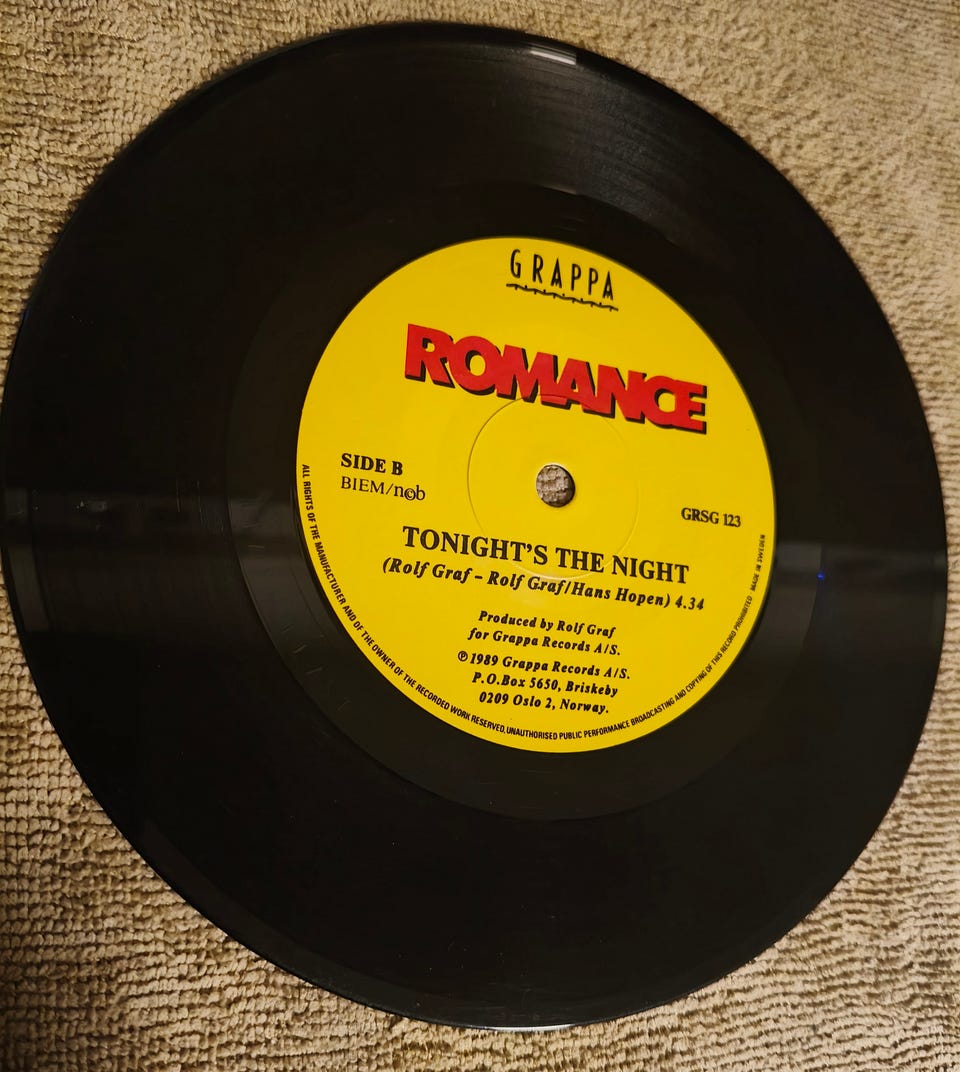 GRAPPA
ROMANCE
SIDE B
BIEM/n©b
GRSG 123
TONIGHT'S THE NIGHT
(Rolf Graf – Rolf Graf/Hans Hopen) 4.34
Produced by Rolf Graf
for Grappa Records A/S.
℗ 1989 Grappa Records A/S.
P.O.Box 5650, Briskeby
0209 Oslo 2, Norway.
ALL RIGHTS OF THE MANUFACTURER AND OF THE OWNER OF THE RECORDED WORK RESERVED, UNAUTHORISED PUBLIC PERFORMANCE BROADCASTING AND COPYING OF THIS RECORD PROHIBITED MADE IN SWEDEN